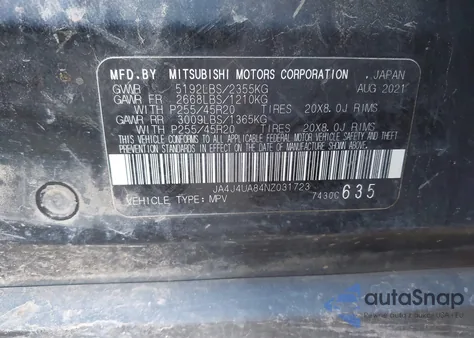 MFD.BY MITSUBISHI MOTORS CORPORATION , JAPAN
GVWR 5192LBS/2355KG AUG 2021
GAWR FR 2668LBS/1210KG
WITH P255/45R20 TIRES 20X8.0J RIMS
GAWR RR 3009LBS/1365KG
WITH P255/45R20 TIRES 20X8.0J RIMS
THIS VEHICLE CONFORMS TO ALL APPLICABLE
FEDERAL MOTOR VEHICLE SAFETY AND
THEFT PREVENTION STANDARDS IN EFFECT ON THE
DATE OF MANUFACTURE SHOWN ABOVE.
JA4J4UA84NZ031723
VEHICLE TYPE: MPV 7430C 635
autoSnap